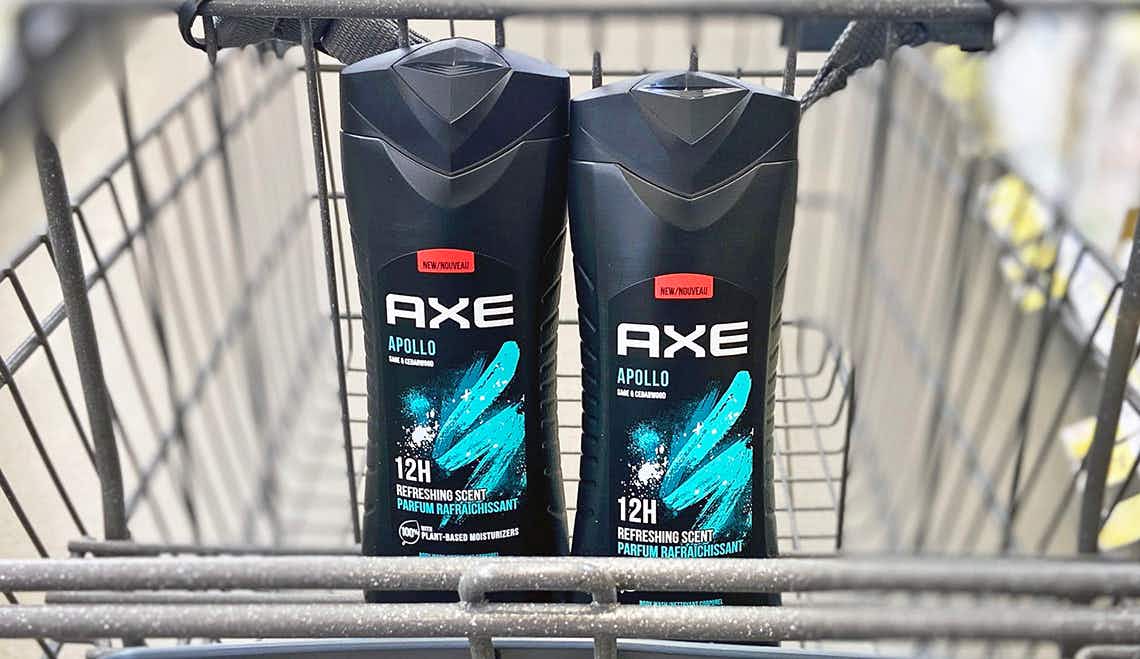 NEW/NOUVEAU
AXE
APOLLO
SAGE & CEDARWOOD
12H
REFRESHING SCENT
PARFUM RAFRAÎCHISSANT
100% WITH
PLANT-BASED MOISTURIZERS
NEW/NOUVEAU
AXE
APOLLO
SAGE & CEDARWOOD
12H
REFRESHING SCENT
PARFUM RAFRAÎCHISSANT
BODY WASH/NETTOYANT CORPOREL